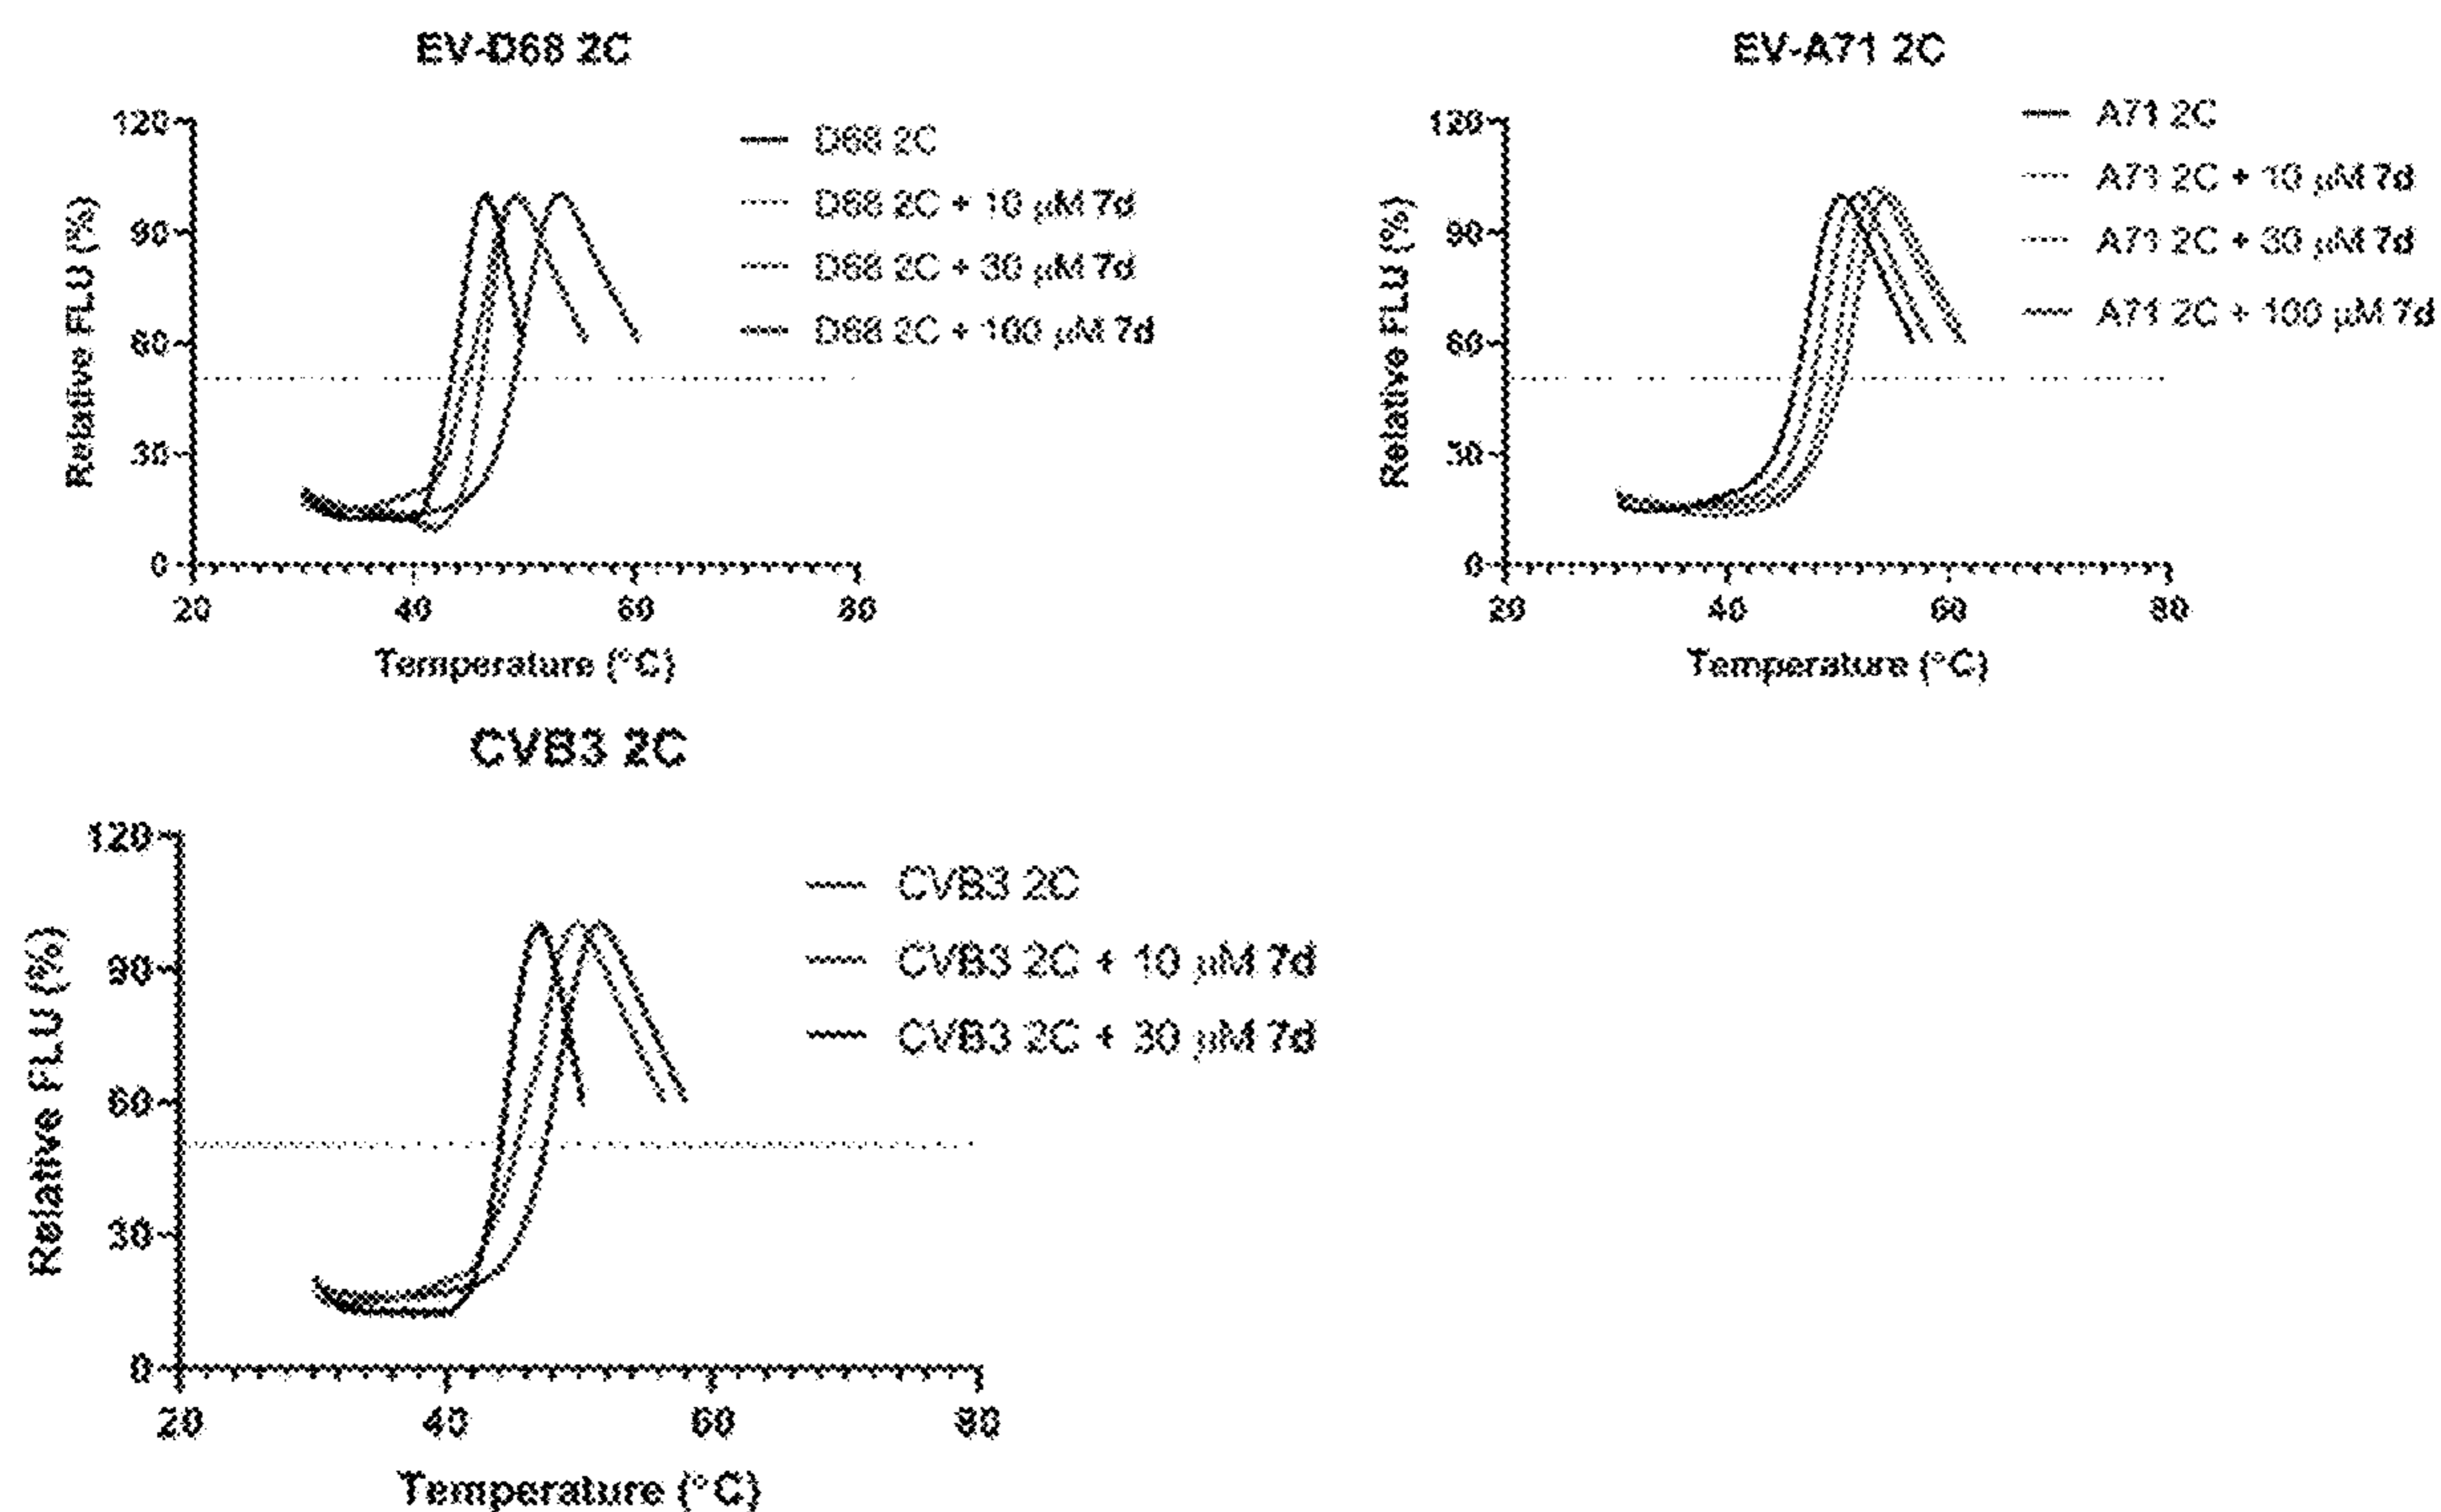 EV-D68 2C
120
90
60
30
0
20 40 60 80
Relative FLU (%)
Temperature (°C)
D68 2C
D68 2C + 10 μM 7d
D68 2C + 30 μM 7d
D68 2C + 100 μM 7d
EV-A71 2C
120
90
60
30
0
20 40 60 80
Relative FLU (%)
Temperature (°C)
A71 2C
A71 2C + 10 μM 7d
A71 2C + 30 μM 7d
A71 2C + 100 μM 7d
CVB3 2C
120
90
60
30
0
20 40 60 80
Relative FLU (%)
Temperature (°C)
CVB3 2C
CVB3 2C + 10 μM 7d
CVB3 2C + 30 μM 7d